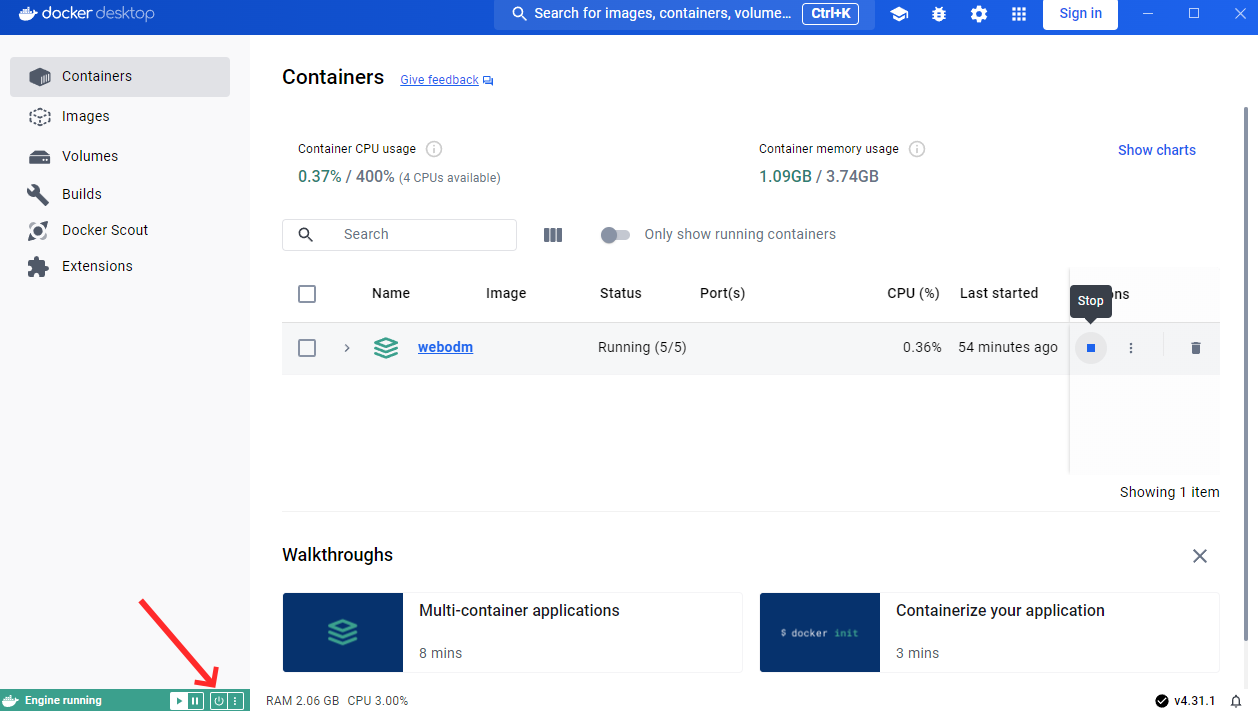 docker desktop
Search for images, containers, volume... Ctrl+K
Sign in
Containers
Images
Volumes
Builds
Docker Scout
Extensions
Containers Give feedback
Container CPU usage
0.37% / 400% (4 CPUs available)
Container memory usage
1.09GB / 3.74GB
Show charts
Search
Only show running containers
Name Image Status Port(s) CPU (%) Last started
Stop
webodm Running (5/5) 0.36% 54 minutes ago
Showing 1 item
Walkthroughs
Multi-container applications
8 mins
$ docker init
Containerize your application
3 mins
Engine running
RAM 2.06 GB CPU 3.00%
v4.31.1